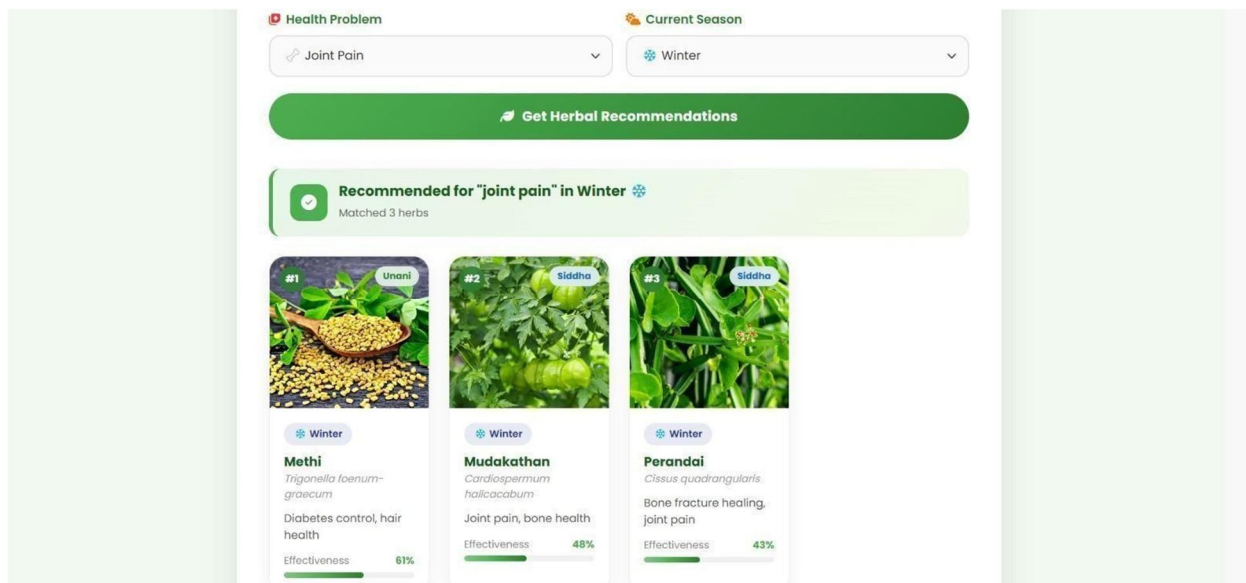 Health Problem
Current Season
Joint Pain
Winter
Get Herbal Recommendations
Recommended for "joint pain" in Winter
Matched 3 herbs
#1
Unani
Winter
Methi
Trigonella foenum-
graecum
Diabetes control, hair
health
Effectiveness 61%
#2
Siddha
Winter
Mudakathan
Cardiospermum
halicacabum
Joint pain, bone health
Effectiveness 48%
#3
Siddha
Winter
Perandai
Cissus quadrangularis
Bone fracture healing,
joint pain
Effectiveness 43%